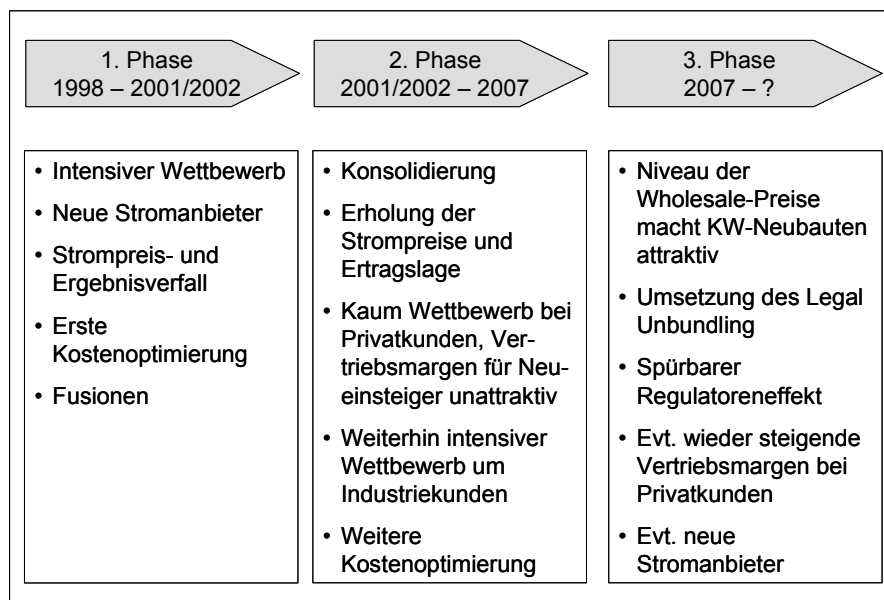 1. Phase
1998 – 2001/2002
2. Phase
2001/2002 – 2007
3. Phase
2007 – ?
• Intensiver Wettbewerb
• Neue Stromanbieter
• Strompreis- und
Ergebnisverfall
• Erste
Kostenoptimierung
• Fusionen
• Konsolidierung
• Erholung der
Strompreise und
Ertragslage
• Kaum Wettbewerb bei
Privatkunden, Ver-
triebsmargen für Neu-
einsteiger unattraktiv
• Weiterhin intensiver
Wettbewerb um
Industriekunden
• Weitere
Kostenoptimierung
• Niveau der
Wholesale-Preise
macht KW-Neubauten
attraktiv
• Umsetzung des Legal
Unbundling
• Spürbarer
Regulatoreneffekt
• Evt. wieder steigende
Vertriebsmargen bei
Privatkunden
• Evt. neue
Stromanbieter